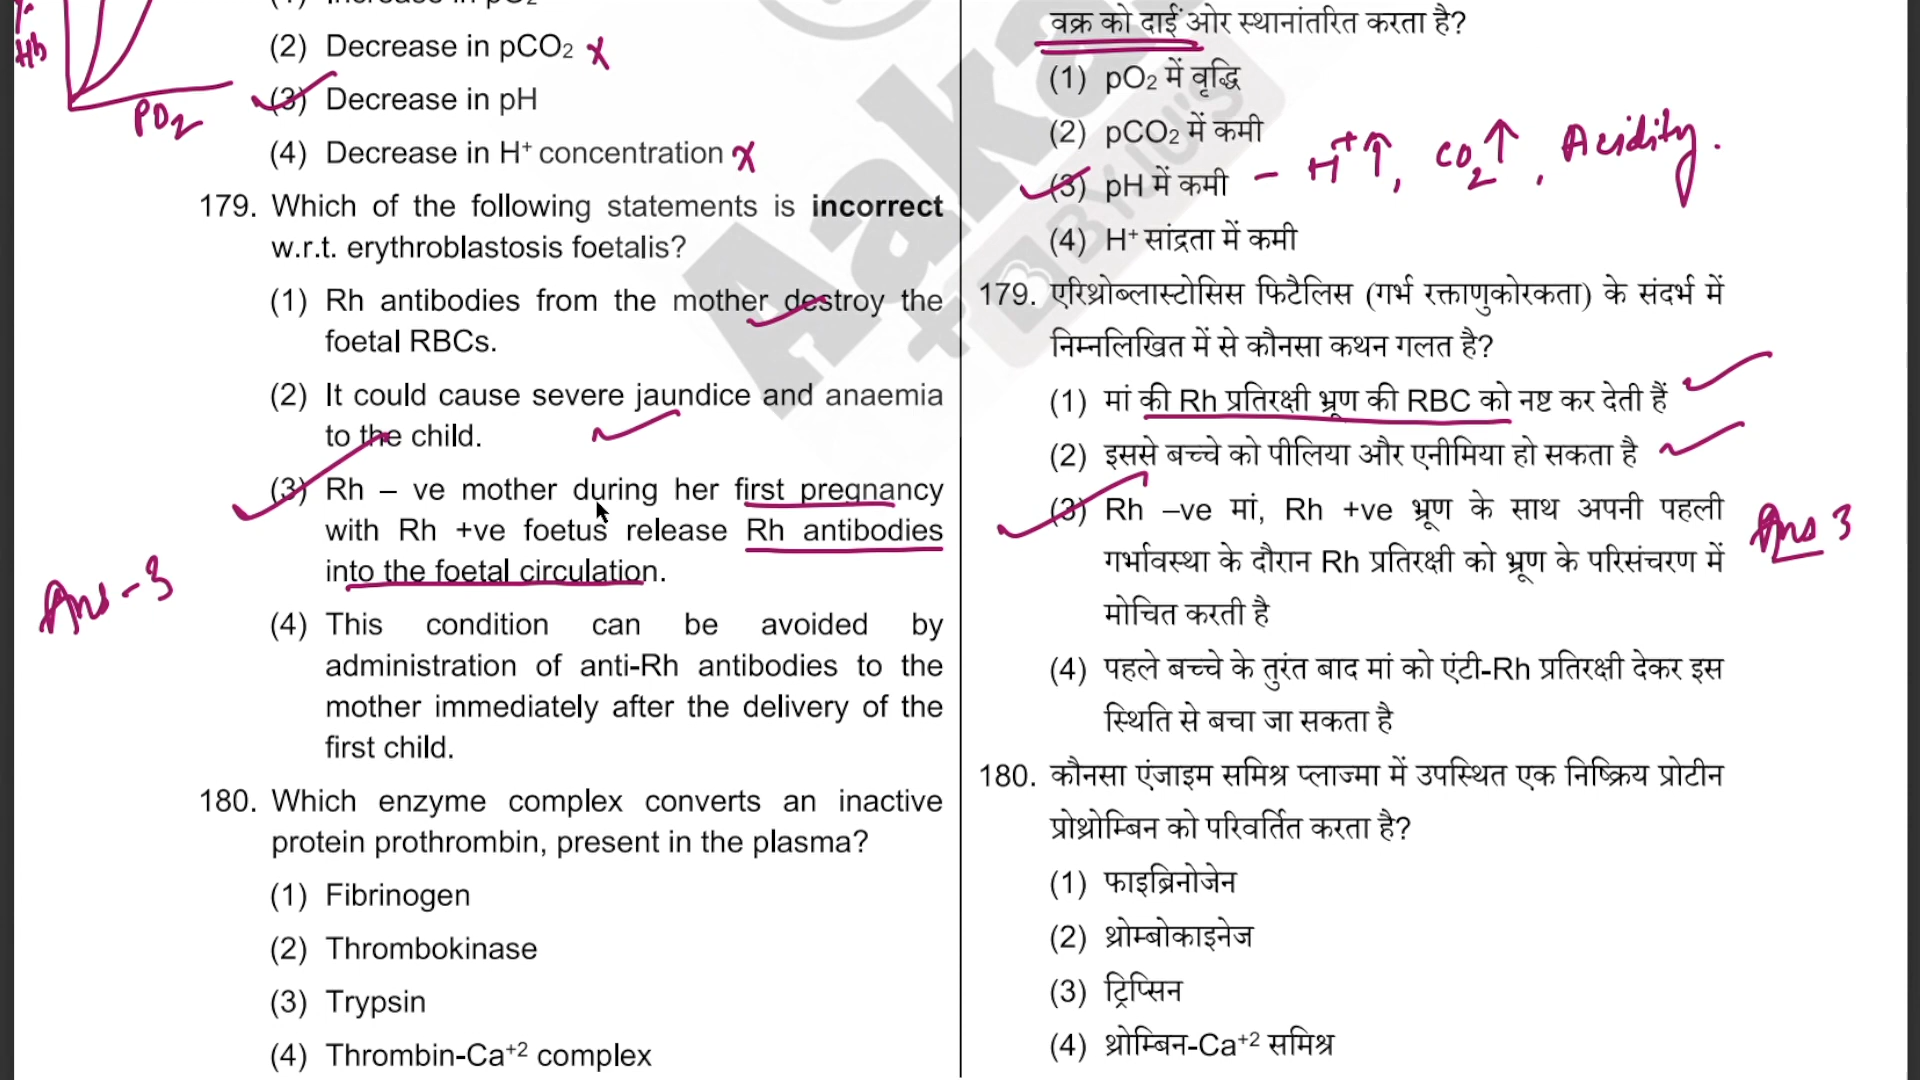 (2) Decrease in pCO2 x
(3) Decrease in pH
(4) Decrease in H+ concentration x
Hb
PO2
179. Which of the following statements is incorrect
w.r.t. erythroblastosis foetalis?
(1) Rh antibodies from the mother destroy the
foetal RBCs.
(2) It could cause severe jaundice and anaemia
to the child.
(3) Rh – ve mother during her first pregnancy
with Rh +ve foetus release Rh antibodies
into the foetal circulation.
Ans-3
(4) This condition can be avoided by
administration of anti-Rh antibodies to the
mother immediately after the delivery of the
first child.
180. Which enzyme complex converts an inactive
protein prothrombin, present in the plasma?
(1) Fibrinogen
(2) Thrombokinase
(3) Trypsin
(4) Thrombin-Ca+2 complex
वक्र को दाईं ओर स्थानांतरित करता है?
(1) pO2 में वृद्धि
(2) pCO2 में कमी
(3) pH में कमी – H+↑, CO2↑, Acidity.
(4) H+ सांद्रता में कमी
179. एरिथ्रोब्लास्टोसिस फिटैलिस (गर्भ रक्ताणुकोरकता) के संदर्भ में
निम्नलिखित में से कौनसा कथन गलत है?
(1) मां की Rh प्रतिरक्षी भ्रूण की RBC को नष्ट कर देती हैं
(2) इससे बच्चे को पीलिया और एनीमिया हो सकता है
(3) Rh –ve मां, Rh +ve भ्रूण के साथ अपनी पहली
गर्भावस्था के दौरान Rh प्रतिरक्षी को भ्रूण के परिसंचरण में
मोचित करती है
Ans 3
(4) पहले बच्चे के तुरंत बाद मां को एंटी-Rh प्रतिरक्षी देकर इस
स्थिति से बचा जा सकता है
180. कौनसा एंजाइम समिश्र प्लाज्मा में उपस्थित एक निष्क्रिय प्रोटीन
प्रोथ्रोम्बिन को परिवर्तित करता है?
(1) फाइब्रिनोजेन
(2) थ्रोम्बोकाइनेज
(3) ट्रिप्सिन
(4) थ्रोम्बिन-Ca+2 समिश्र
Aaka
BYJU'S